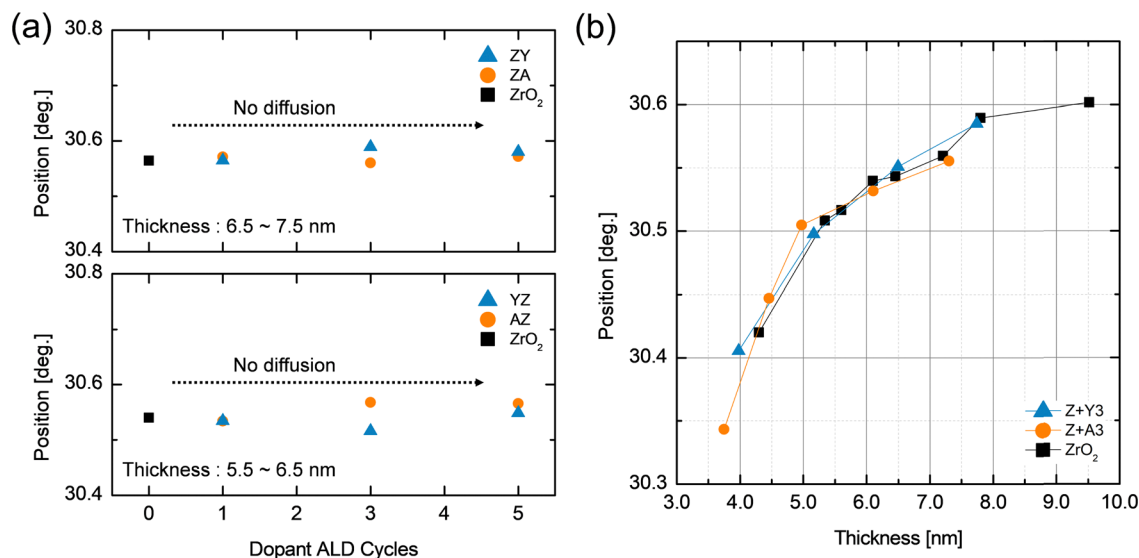 (a)
30.8
ZY
ZA
ZrO2
No diffusion
30.6
Position [deg.]
Thickness : 6.5 ~ 7.5 nm
30.4
30.8
YZ
AZ
ZrO2
No diffusion
30.6
Position [deg.]
Thickness : 5.5 ~ 6.5 nm
30.4
0 1 2 3 4 5
Dopant ALD Cycles
(b)
30.6
30.5
Position [deg.]
30.4
Z+Y3
Z+A3
ZrO2
30.3
3.0 4.0 5.0 6.0 7.0 8.0 9.0 10.0
Thickness [nm]